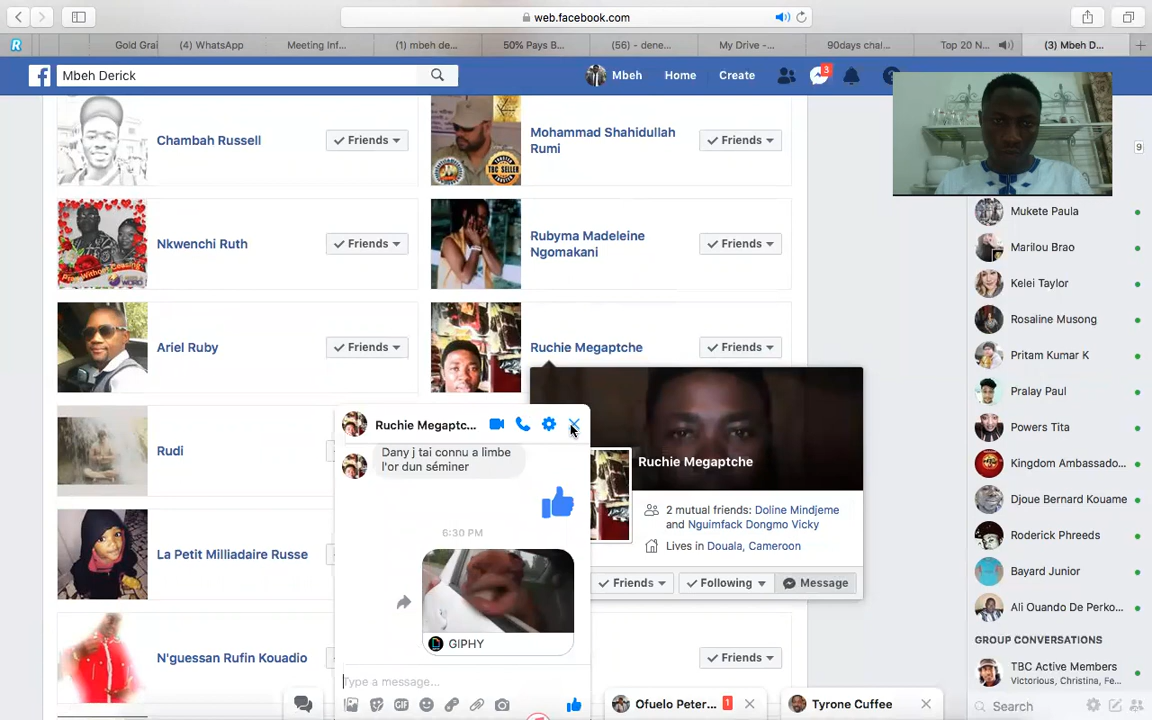 web.facebook.com
Gold Grai
(4) WhatsApp
Meeting Inf...
(1) mbeh de...
50% Pays B...
(56) - dene...
My Drive -...
90days chal...
Top 20 N...
(3) Mbeh D...
Mbeh Derick
Mbeh
Home
Create
3
Chambah Russell
Friends
Mohammad Shahidullah
Rumi
Friends
TBC
SELLER
9
Nkwenchi Ruth
Friends
Rubyma Madeleine
Ngomakani
Friends
Ariel Ruby
Friends
Ruchie Megaptche
Friends
Rudi
La Petit Milliadaire Russe
N'guessan Rufin Kouadio
Friends
Ruchie Megaptche
2 mutual friends: Doline Mindjeme
and Nguimfack Dongmo Vicky
Lives in Douala, Cameroon
Friends
Following
Message
Ruchie Megaptc...
Dany j tai connu a limbe
l'or dun séminer
6:30 PM
GIPHY
Type a message...
GIF
Ofuelo Peter...
1
Tyrone Cuffee
Mukete Paula
Marilou Brao
Kelei Taylor
Rosaline Musong
Pritam Kumar K
Pralay Paul
Powers Tita
Kingdom Ambassado...
Djoue Bernard Kouame
Roderick Phreeds
Bayard Junior
Ali Ouando De Perko...
GROUP CONVERSATIONS
TBC Active Members
Victorious, Christina, Fe...
Search